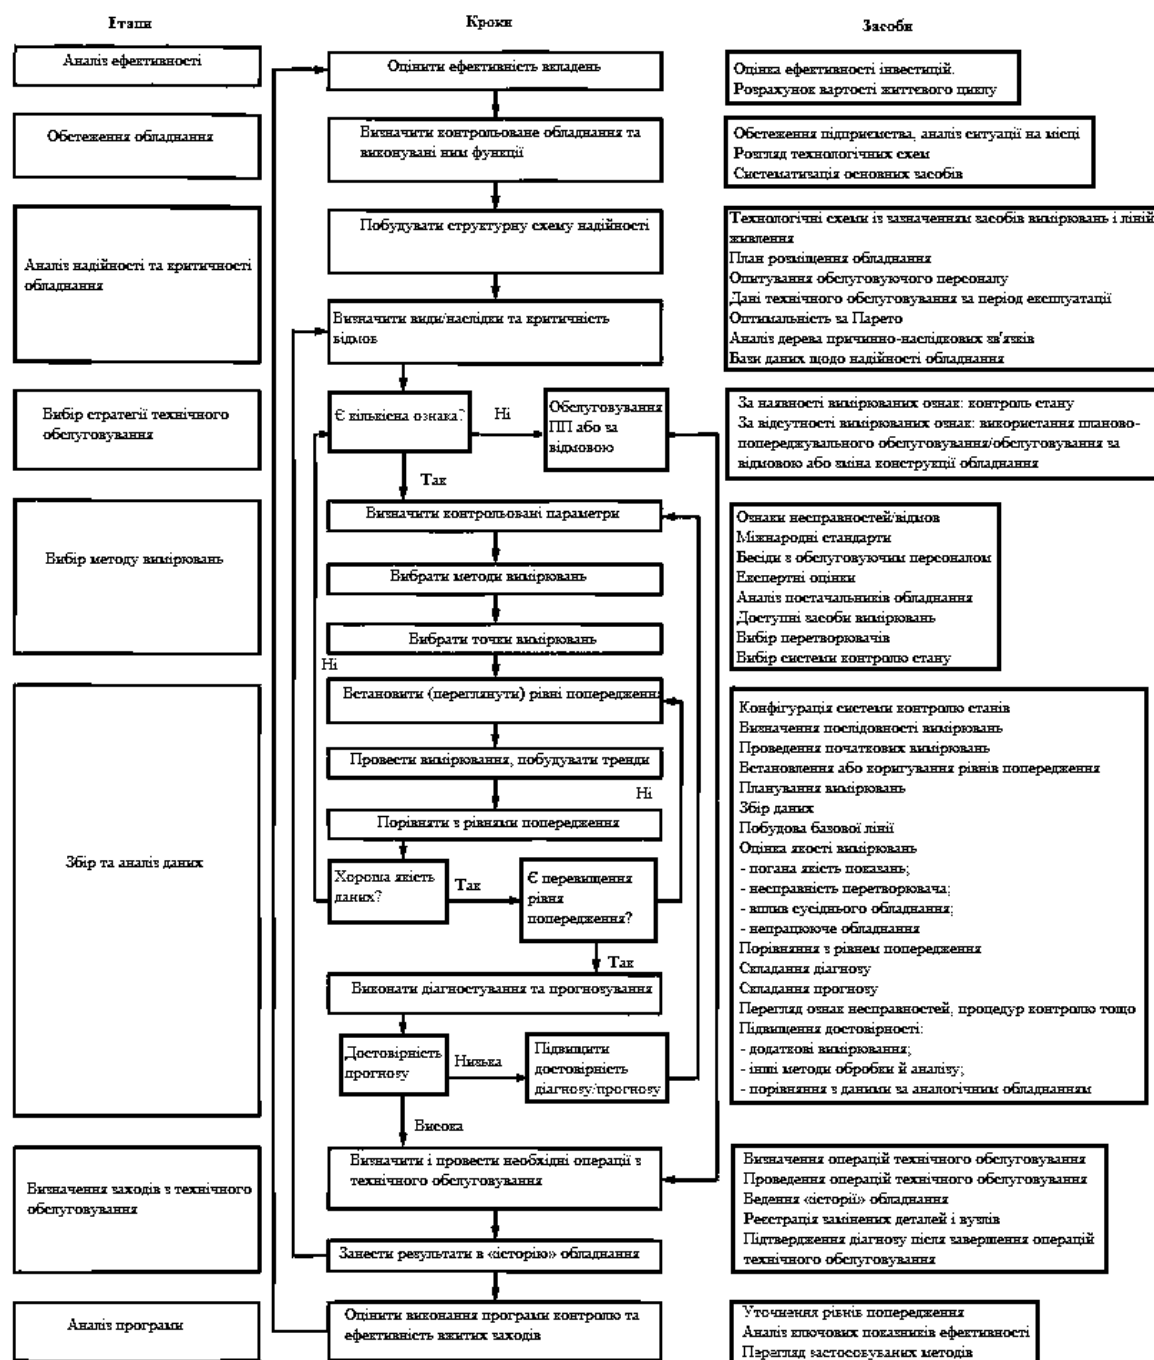 Етапи
Кроки
Засоби
Аналіз ефективності
Оцінити ефективність вкладень
Оцінка ефективності інвестицій.
Розрахунок вартості життєвого циклу
Обстеження обладнання
Визначити контрольоване обладнання та
виконувані ним функції
Обстеження підприємства, аналіз ситуації на місці
Розгляд технологічних схем
Систематизація основних засобів
Аналіз надійності та критичності
обладнання
Побудувати структурну схему надійності
Визначити види/наслідки та критичність
відмов
Технологічні схеми із зазначенням засобів вимірювань і ліній
живлення
План розміщення обладнання
Опитування обслуговуючого персоналу
Дані технічного обслуговування за період експлуатації
Оптимальність за Парето
Аналіз дерева причинно-наслідкових зв'язків
Бази даних щодо надійності обладнання
Вибір стратегії технічного
обслуговування
Є кількісна ознака?
Ні
Обслуговування
ПП або за
відмовою
Так
За наявності вимірюваних ознак: контроль стану
За відсутності вимірюваних ознак: використання планово-
попереджувального обслуговування/обслуговування за
відмовою або зміна конструкції обладнання
Вибір методу вимірювань
Визначити контрольовані параметри
Вибрати методи вимірювань
Вибрати точки вимірювань
Ні
Ознаки несправностей/відмов
Міжнародні стандарти
Бесіди з обслуговуючим персоналом
Експертні оцінки
Аналіз постачальників обладнання
Доступні засоби вимірювань
Вибір перетворювачів
Вибір системи контролю стану
Збір та аналіз даних
Встановити (переглянути) рівні попередження
Провести вимірювання, побудувати тренди
Ні
Порівняти з рівнями попередження
Хороша якість
даних?
Так
Є перевищення
рівня
попередження?
Так
Виконати діагностування та прогнозування
Достовірність
прогнозу
Низька
Підвищити
достовірність
діагнозу/прогнозу
Висока
Конфігурація системи контролю станів
Визначення послідовності вимірювань
Проведення початкових вимірювань
Встановлення або коригування рівнів попередження
Планування вимірювань
Збір даних
Побудова базової лінії
Оцінка якості вимірювань
- погана якість показань;
- несправність перетворювача;
- вплив сусіднього обладнання;
- непрацююче обладнання
Порівняння з рівнем попередження
Складання діагнозу
Складання прогнозу
Перегляд ознак несправностей, процедур контролю тощо
Підвищення достовірності:
- додаткові вимірювання;
- інші методи обробки й аналізу;
- порівняння з даними за аналогічним обладнанням
Визначення заходів з технічного
обслуговування
Визначити і провести необхідні операції з
технічного обслуговування
Занести результати в «історію» обладнання
Визначення операцій технічного обслуговування
Проведення операцій технічного обслуговування
Ведення «історії» обладнання
Реєстрація замінених деталей і вузлів
Підтвердження діагнозу після завершення операцій
технічного обслуговування
Аналіз програми
Оцінити виконання програми контролю та
ефективність вжитих заходів
Уточнення рівнів попередження
Аналіз ключових показників ефективності
Перегляд застосовуваних методів